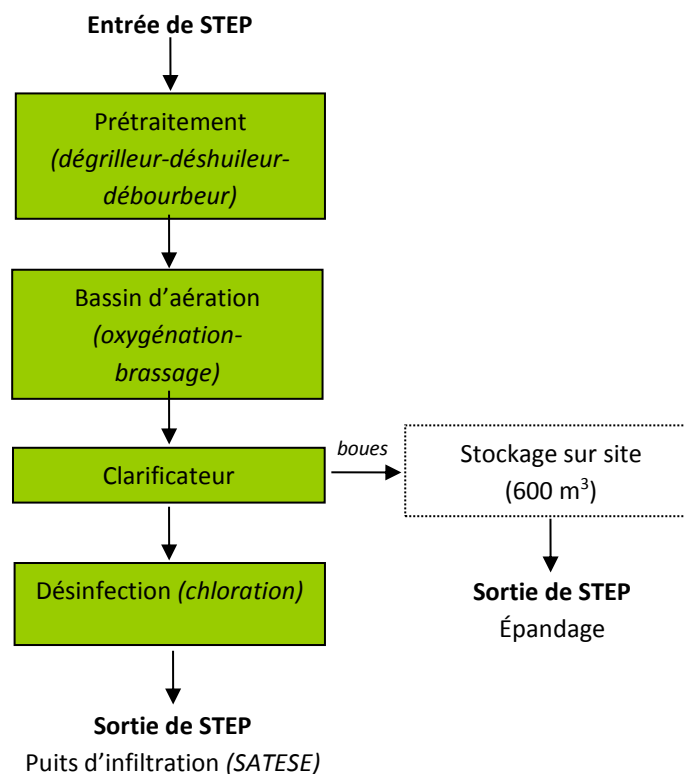 Entrée de STEP
Prétraitement
(dégrilleur-déshuileur-
débourbeur)
Bassin d’aération
(oxygénation-
brassage)
Clarificateur
boues
Stockage sur site
(600 m³)
Désinfection (chloration)
Sortie de STEP
Épandage
Sortie de STEP
Puits d’infiltration (SATESE)